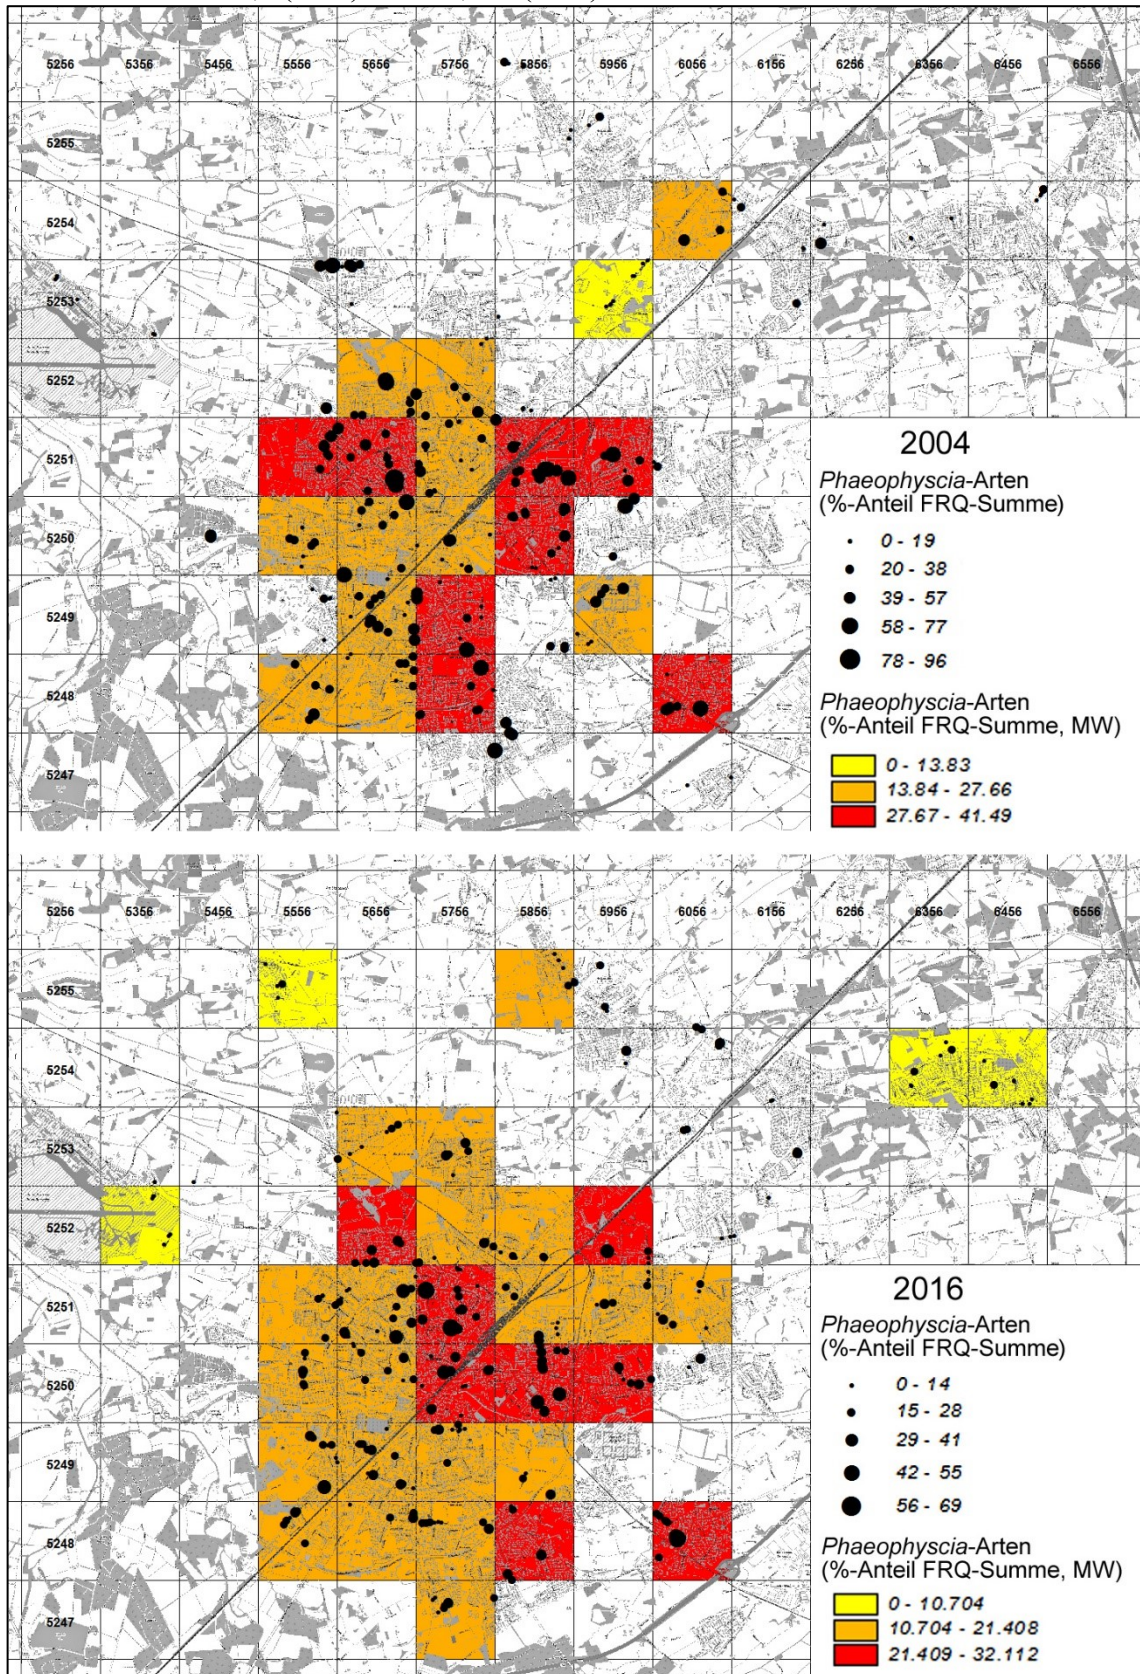 5256 5356 5456 5556 5656 5756 5856 5956 6056 6156 6256 6356 6456 6556
5255
5254
5253
5252
5251
5250
5249
5248
5247
2004
Phaeophyscia-Arten
(%-Anteil FRQ-Summe)
0 - 19
20 - 38
39 - 57
58 - 77
78 - 96
Phaeophyscia-Arten
(%-Anteil FRQ-Summe, MW)
0 - 13.83
13.84 - 27.66
27.67 - 41.49
5256 5356 5456 5556 5656 5756 5856 5956 6056 6156 6256 6356 6456 6556
5255
5254
5253
5252
5251
5250
5249
5248
5247
2016
Phaeophyscia-Arten
(%-Anteil FRQ-Summe)
0 - 14
15 - 28
29 - 41
42 - 55
56 - 69
Phaeophyscia-Arten
(%-Anteil FRQ-Summe, MW)
0 - 10.704
10.704 - 21.408
21.409 - 32.112